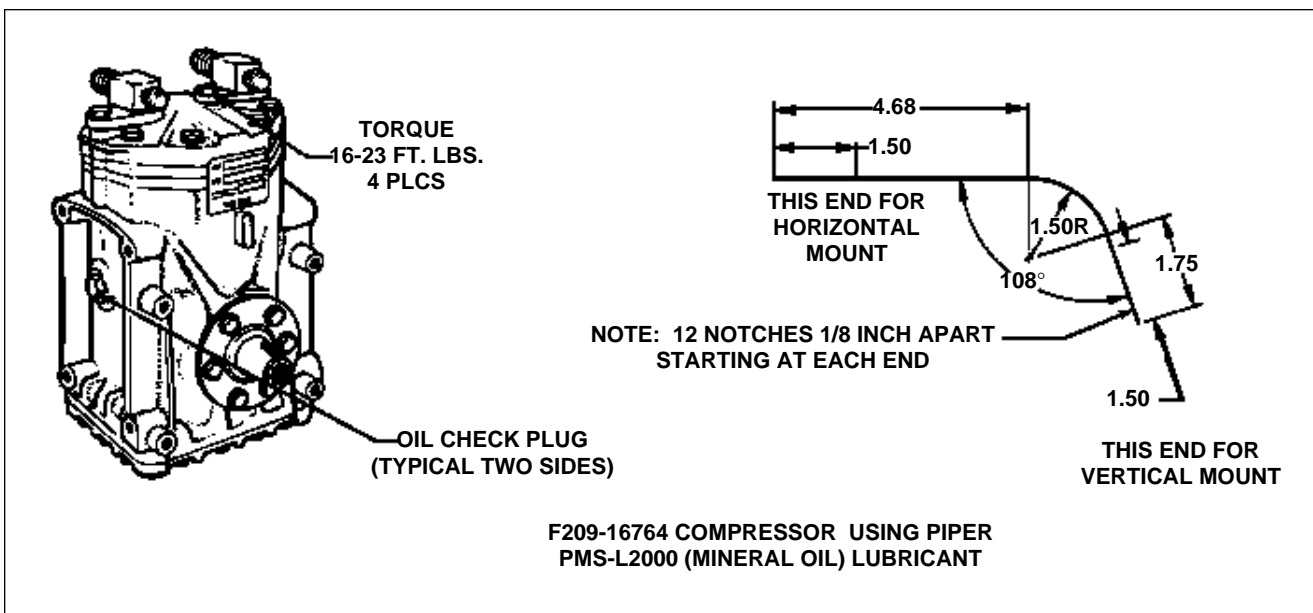 TORQUE
16-23 FT. LBS.
4 PLCS
OIL CHECK PLUG
(TYPICAL TWO SIDES)
4.68
1.50
THIS END FOR
HORIZONTAL
MOUNT
1.50R
108°
1.75
NOTE: 12 NOTCHES 1/8 INCH APART
STARTING AT EACH END
1.50
THIS END FOR
VERTICAL MOUNT
F209-16764 COMPRESSOR USING PIPER
PMS-L2000 (MINERAL OIL) LUBRICANT